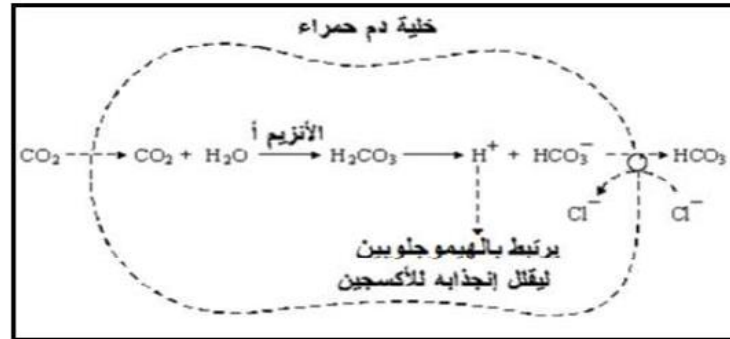 خلية دم حمراء
الأنزيم أ
CO₂ CO₂ + H₂O H₂CO₃ H⁺ + HCO₃⁻ HCO₃
Cl⁻ Cl⁻
يرتبط بالهيموجلوبين
ليقلل إنجذابه للأكسجين